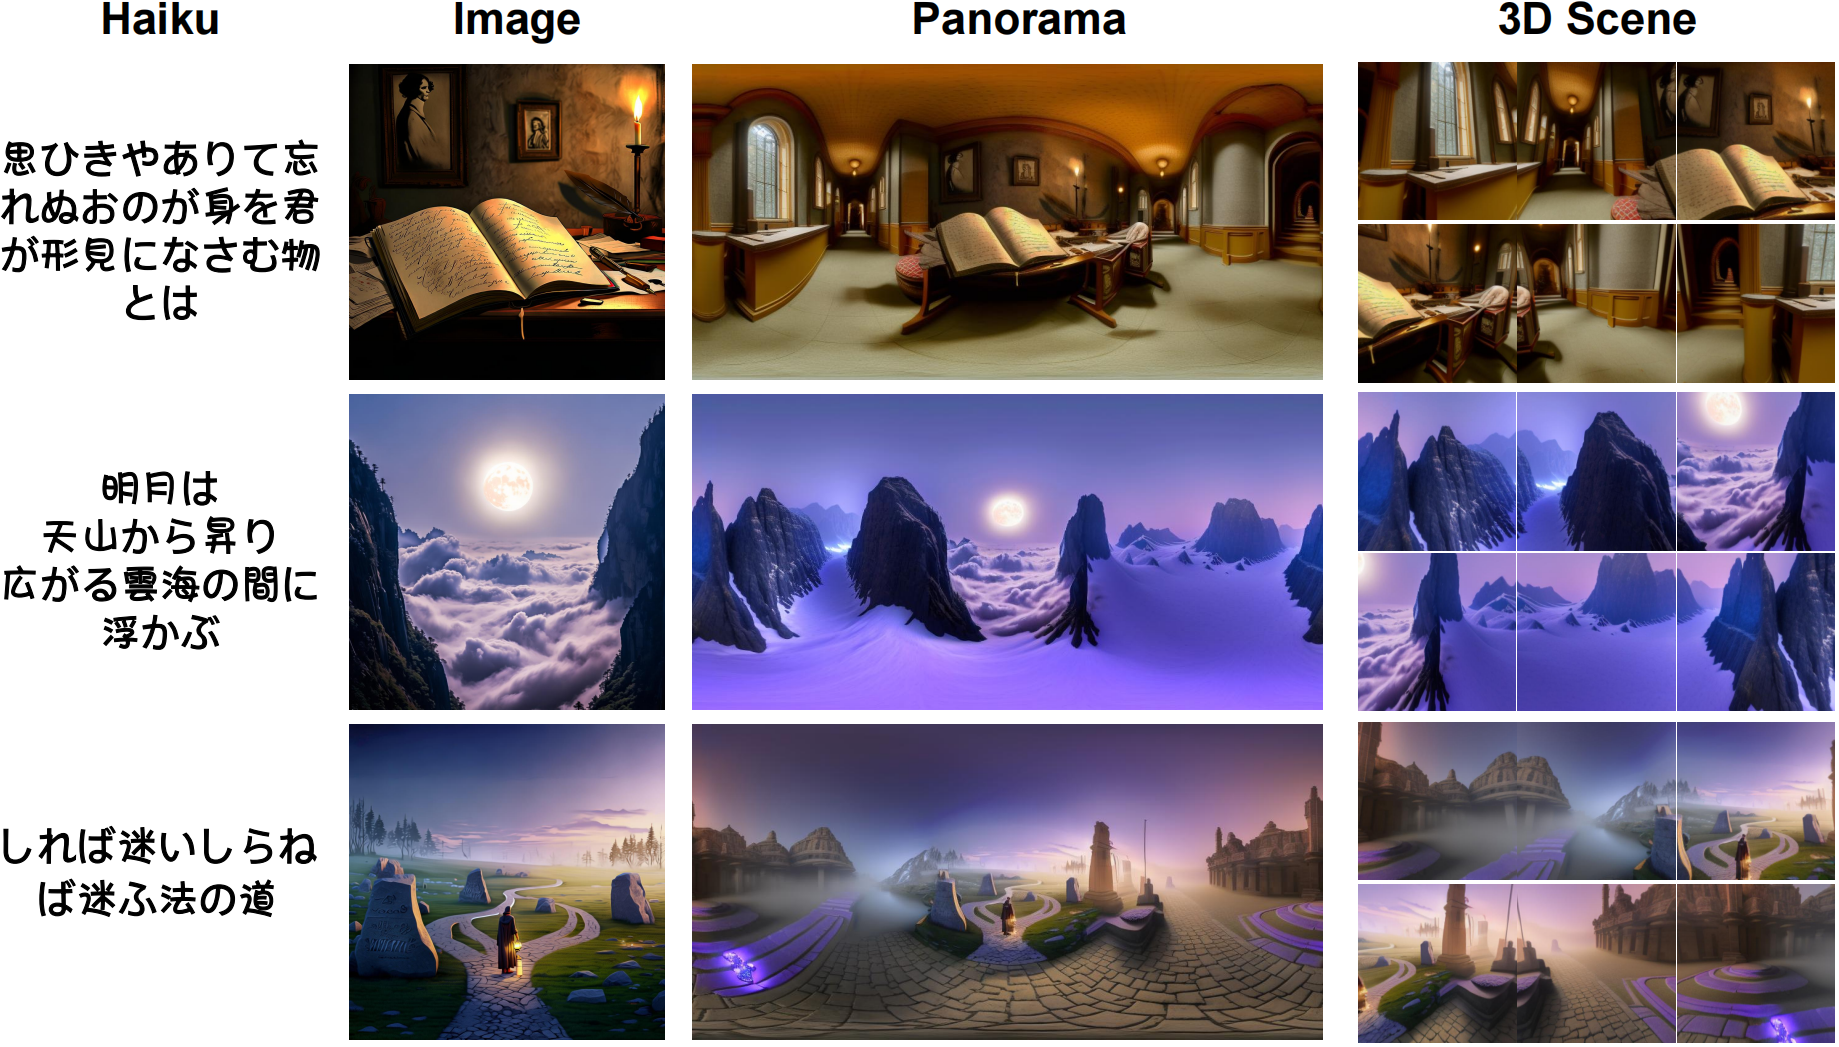 Haiku Image Panorama 3D Scene
思ひきやありて忘
れぬおのが身を君
が形見になさむ物
とは
明月は
天山から昇り
広がる雲海の間に
浮かぶ
しれば迷いしらね
ば迷ふ法の道